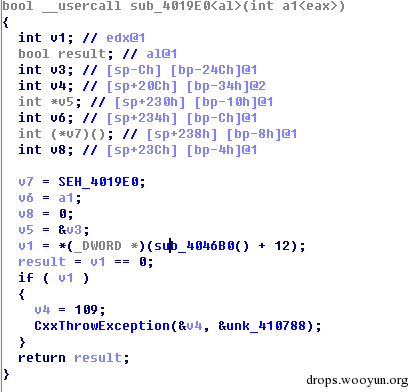 bool __usercall sub_4019E0<al>(int a1<eax>)
{
  int v1; // edx@1
  bool result; // al@1
  int v3; // [sp-Ch] [bp-24Ch]@1
  int v4; // [sp+20Ch] [bp-34h]@2
  int *v5; // [sp+230h] [bp-10h]@1
  int v6; // [sp+234h] [bp-Ch]@1
  int (*v7)(); // [sp+238h] [bp-8h]@1
  int v8; // [sp+23Ch] [bp-4h]@1

  v7 = SEH_4019E0;
  v6 = a1;
  v8 = 0;
  v5 = &v3;
  v1 = *(_DWORD *)(sub_4046B0() + 12);
  result = v1 == 0;
  if ( v1 )
  {
    v4 = 109;
    CxxThrowException(&v4, &unk_410788);
  }
  return result;
}
drops.wooyun.org